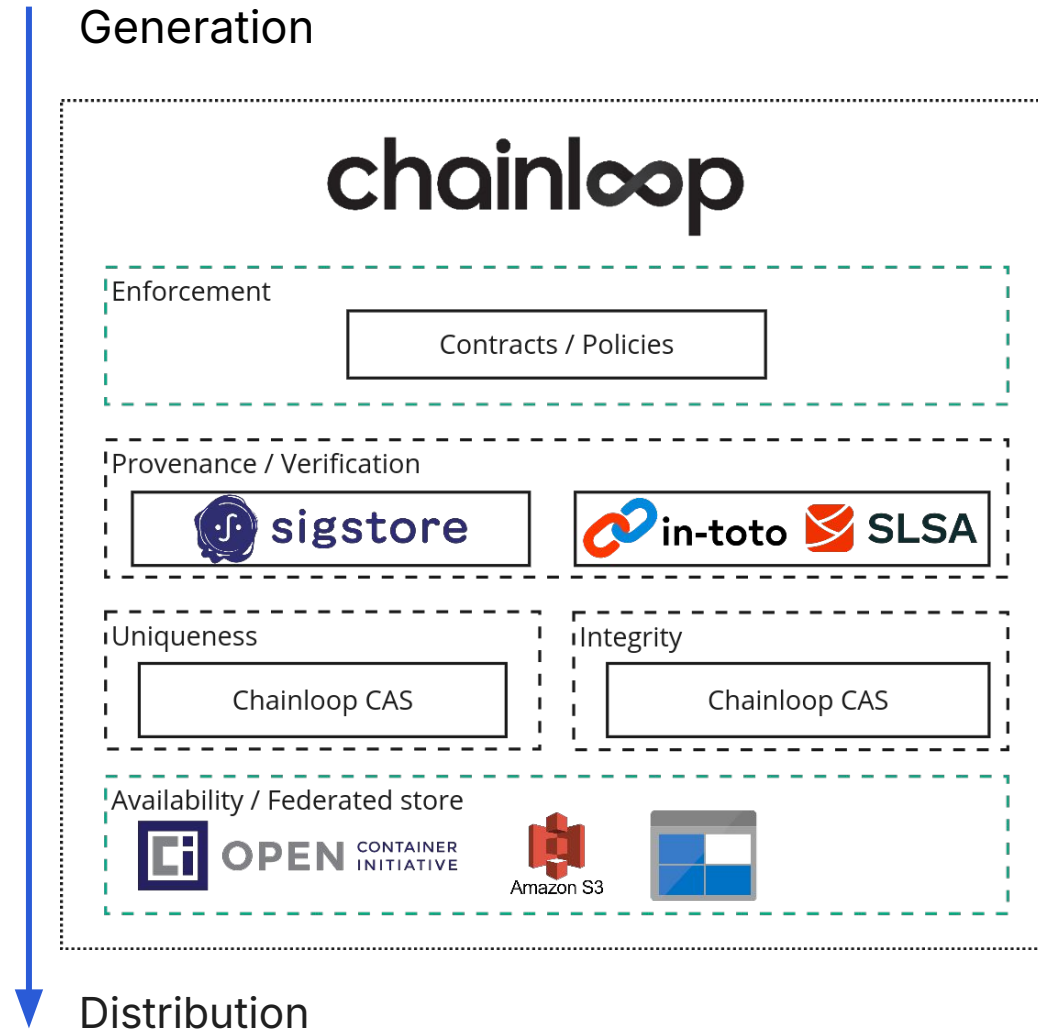 Generation
chainloop
Enforcement
Contracts / Policies
Provenance / Verification
sigstore
in-toto
SLSA
Uniqueness
Integrity
Chainloop CAS
Chainloop CAS
Availability / Federated store
OPEN CONTAINER
INITIATIVE
Amazon S3
Distribution